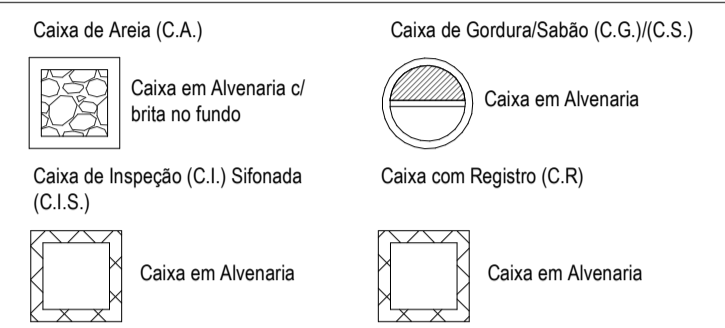 Caixa de Areia (C.A.)
Caixa em Alvenaria c/
brita no fundo
Caixa de Gordura/Sabão (C.G.)/(C.S.)
Caixa em Alvenaria
Caixa de Inspeção (C.I.) Sifonada
(C.I.S.)
Caixa em Alvenaria
Caixa com Registro (C.R)
Caixa em Alvenaria